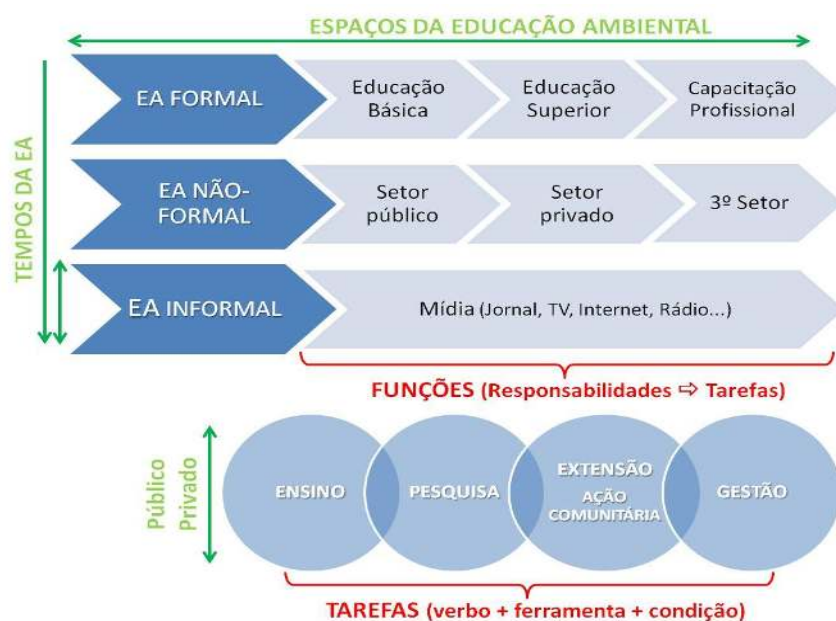 ESPAÇOS DA EDUCAÇÃO AMBIENTAL
TEMPOS DA EA
EA FORMAL
Educação
Básica
Educação
Superior
Capacitação
Profissional
EA NÃO-
FORMAL
Setor
público
Setor
privado
3º Setor
EA INFORMAL
Mídia (Jornal, TV, Internet, Rádio...)
FUNÇÕES (Responsabilidades ⇨ Tarefas)
Público
Privado
ENSINO
PESQUISA
EXTENSÃO
AÇÃO
COMUNITÁRIA
GESTÃO
TAREFAS (verbo + ferramenta + condição)